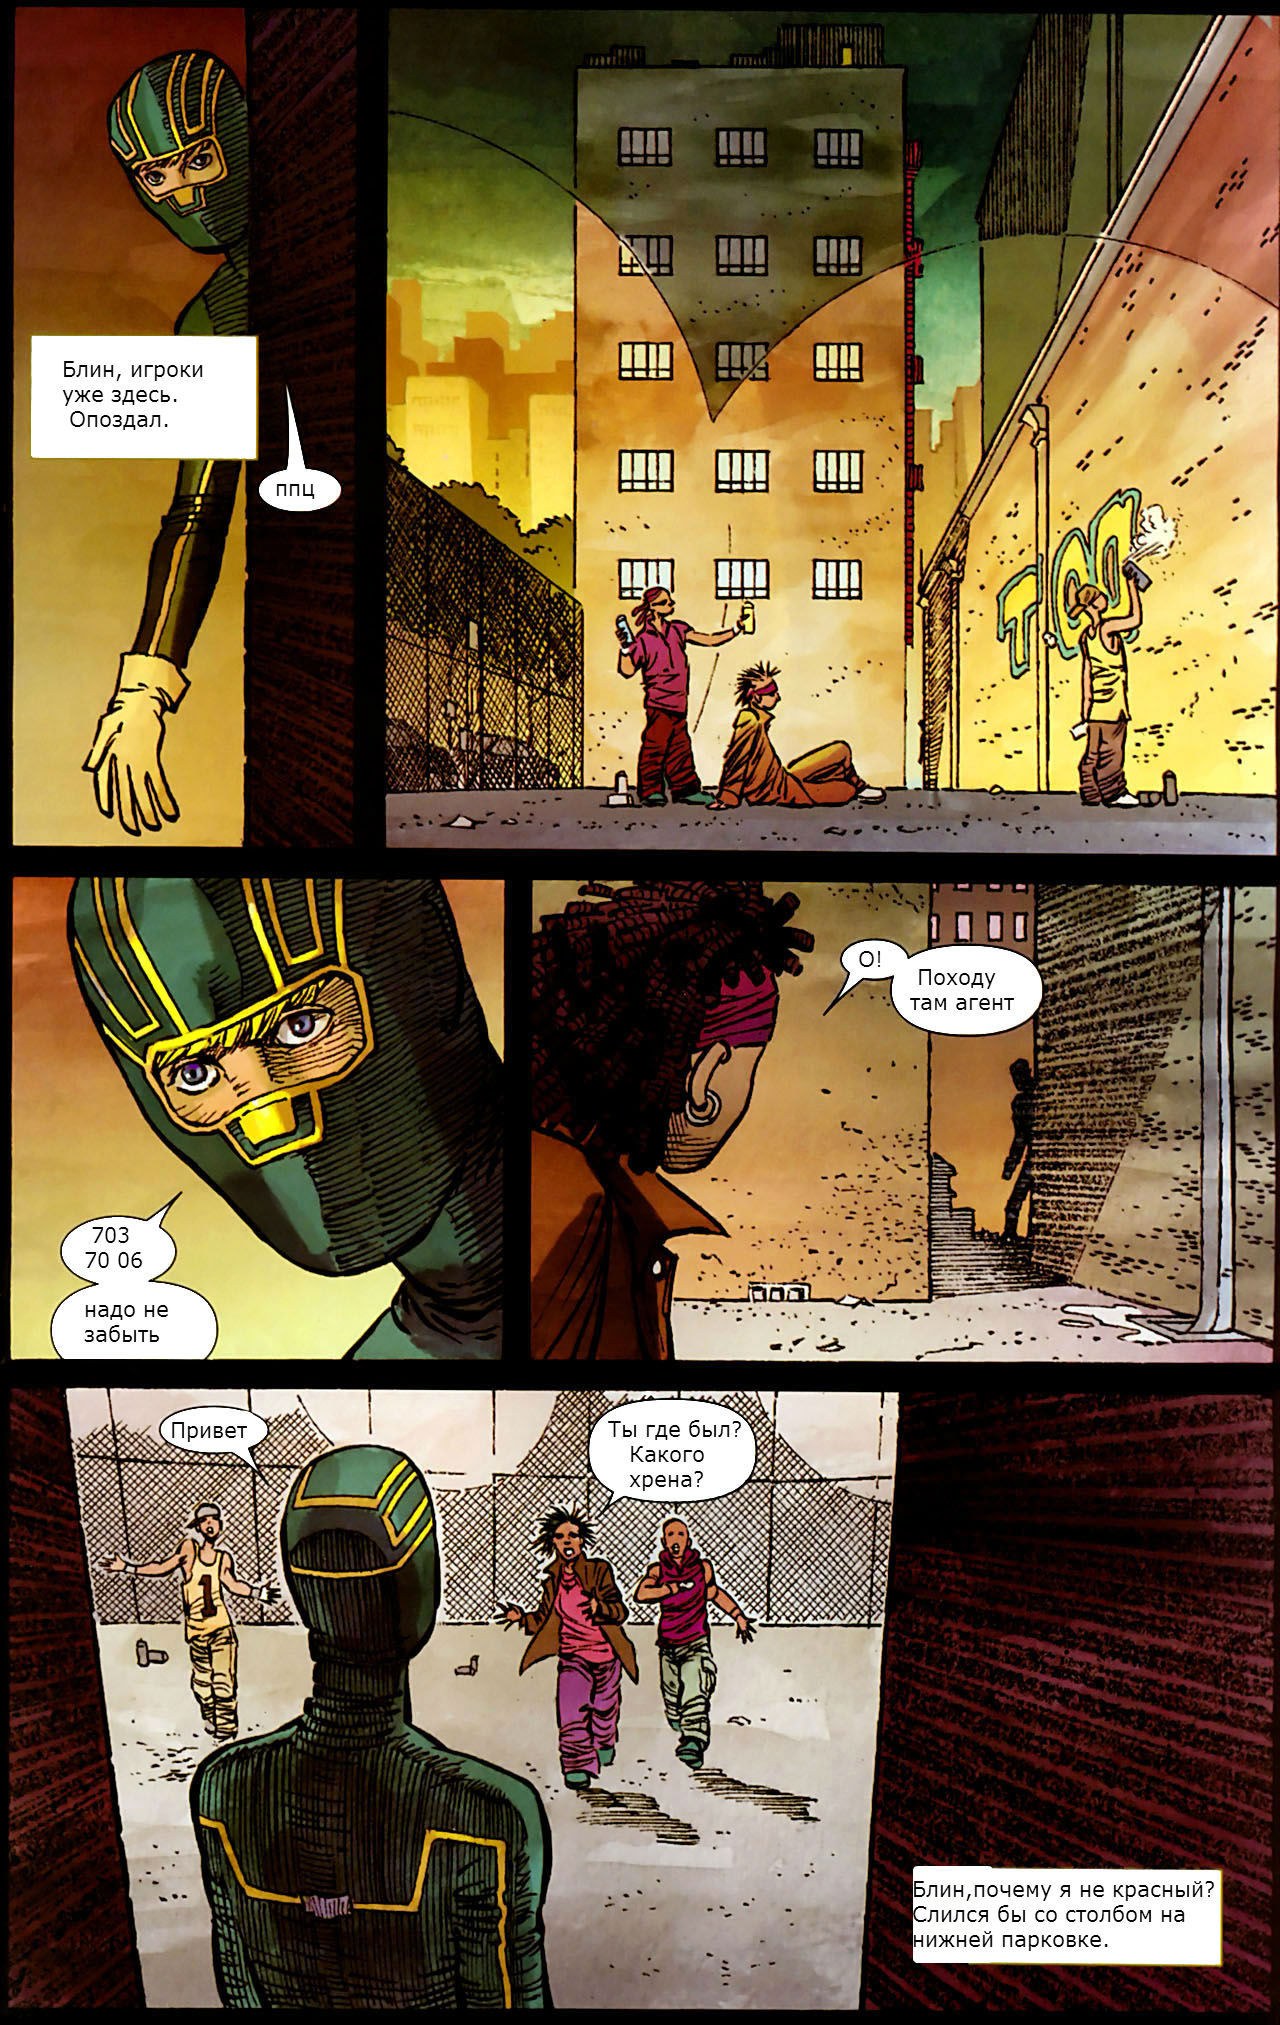 Блин, игроки
уже здесь.
Опоздал.
ппц
703
70 06
надо не
забыть
О!
Походу
там агент
Привет
Ты где был?
Какого
хрена?
1
Блин,почему я не красный?
Слился бы со столбом на
нижней парковке.